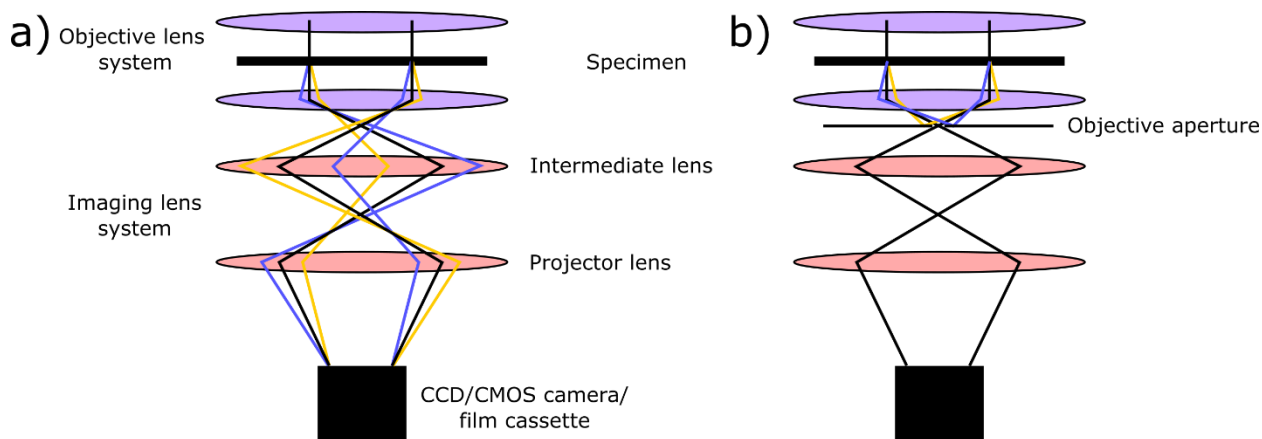 a)
Objective lens
system
Specimen
Intermediate lens
Imaging lens
system
Projector lens
CCD/CMOS camera/
film cassette
b)
Objective aperture